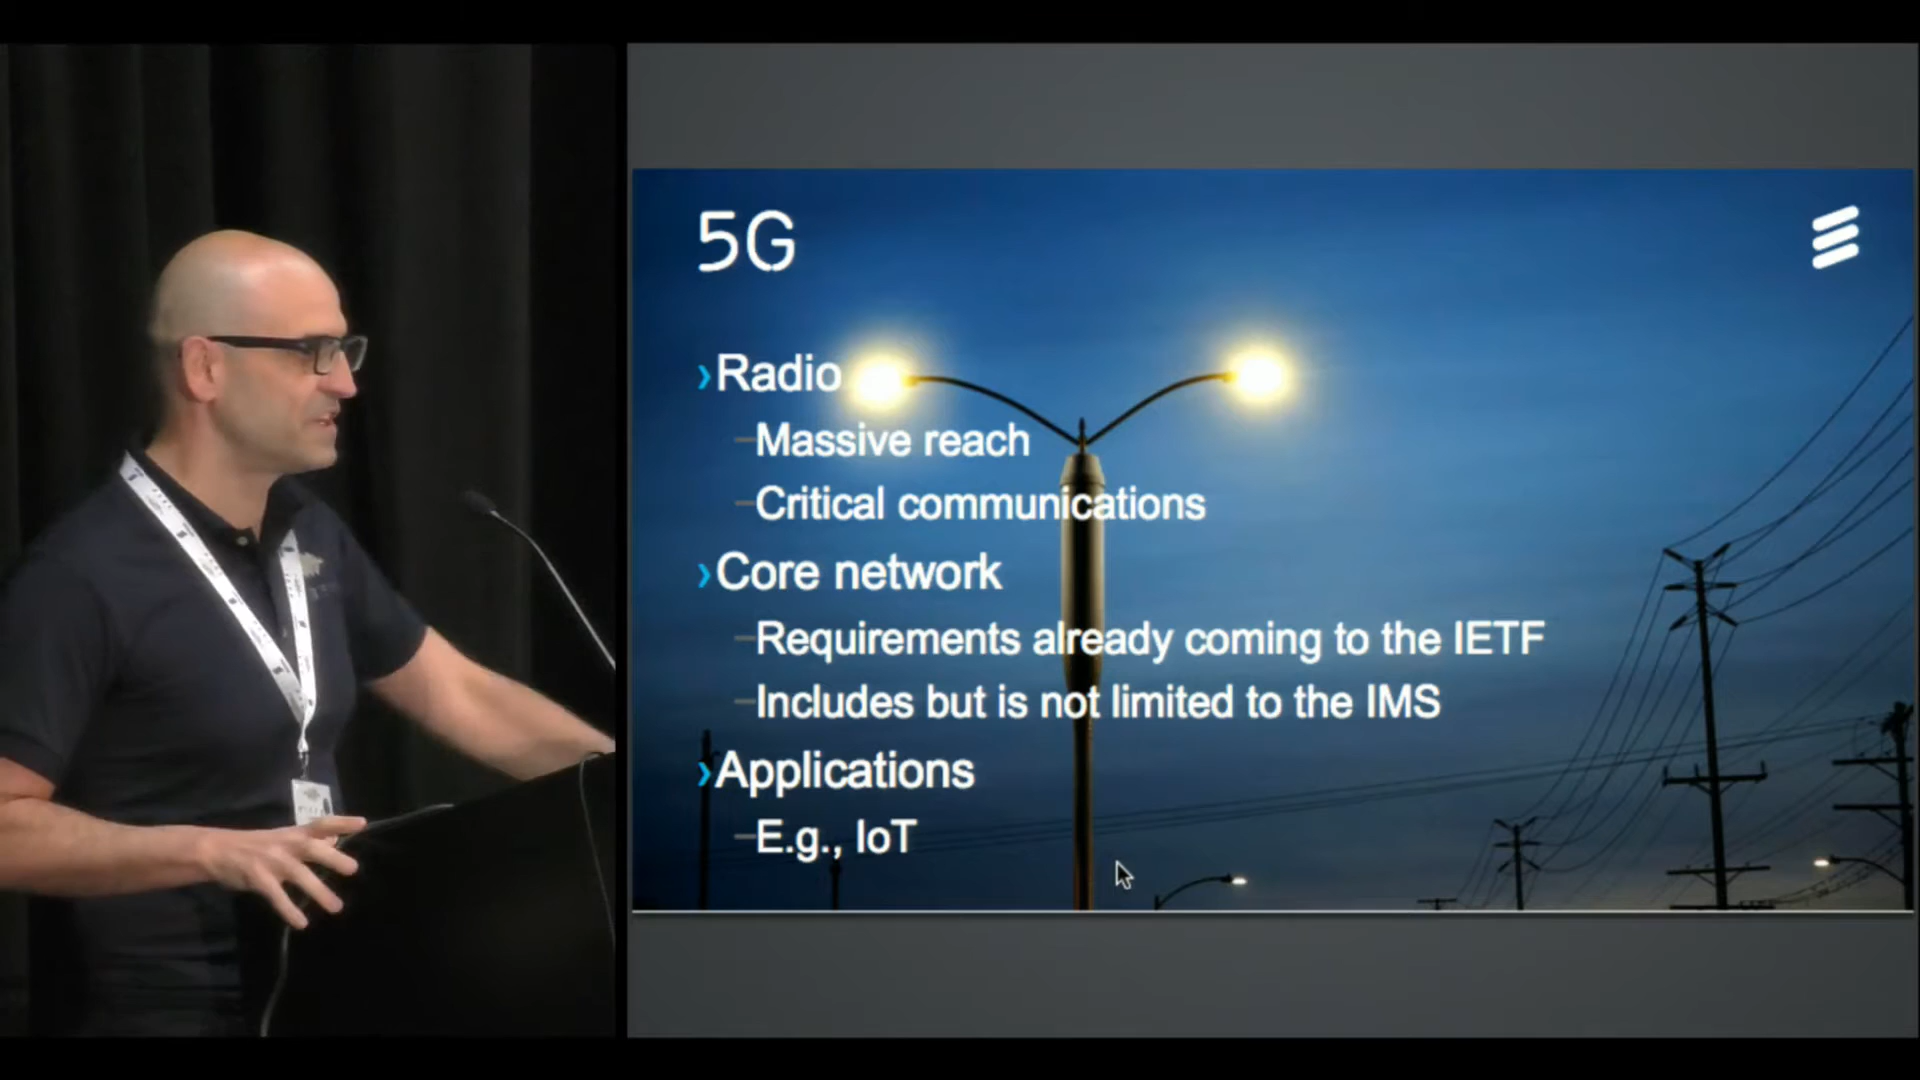 5G
›Radio
–Massive reach
–Critical communications
›Core network
–Requirements already coming to the IETF
–Includes but is not limited to the IMS
›Applications
–E.g., IoT